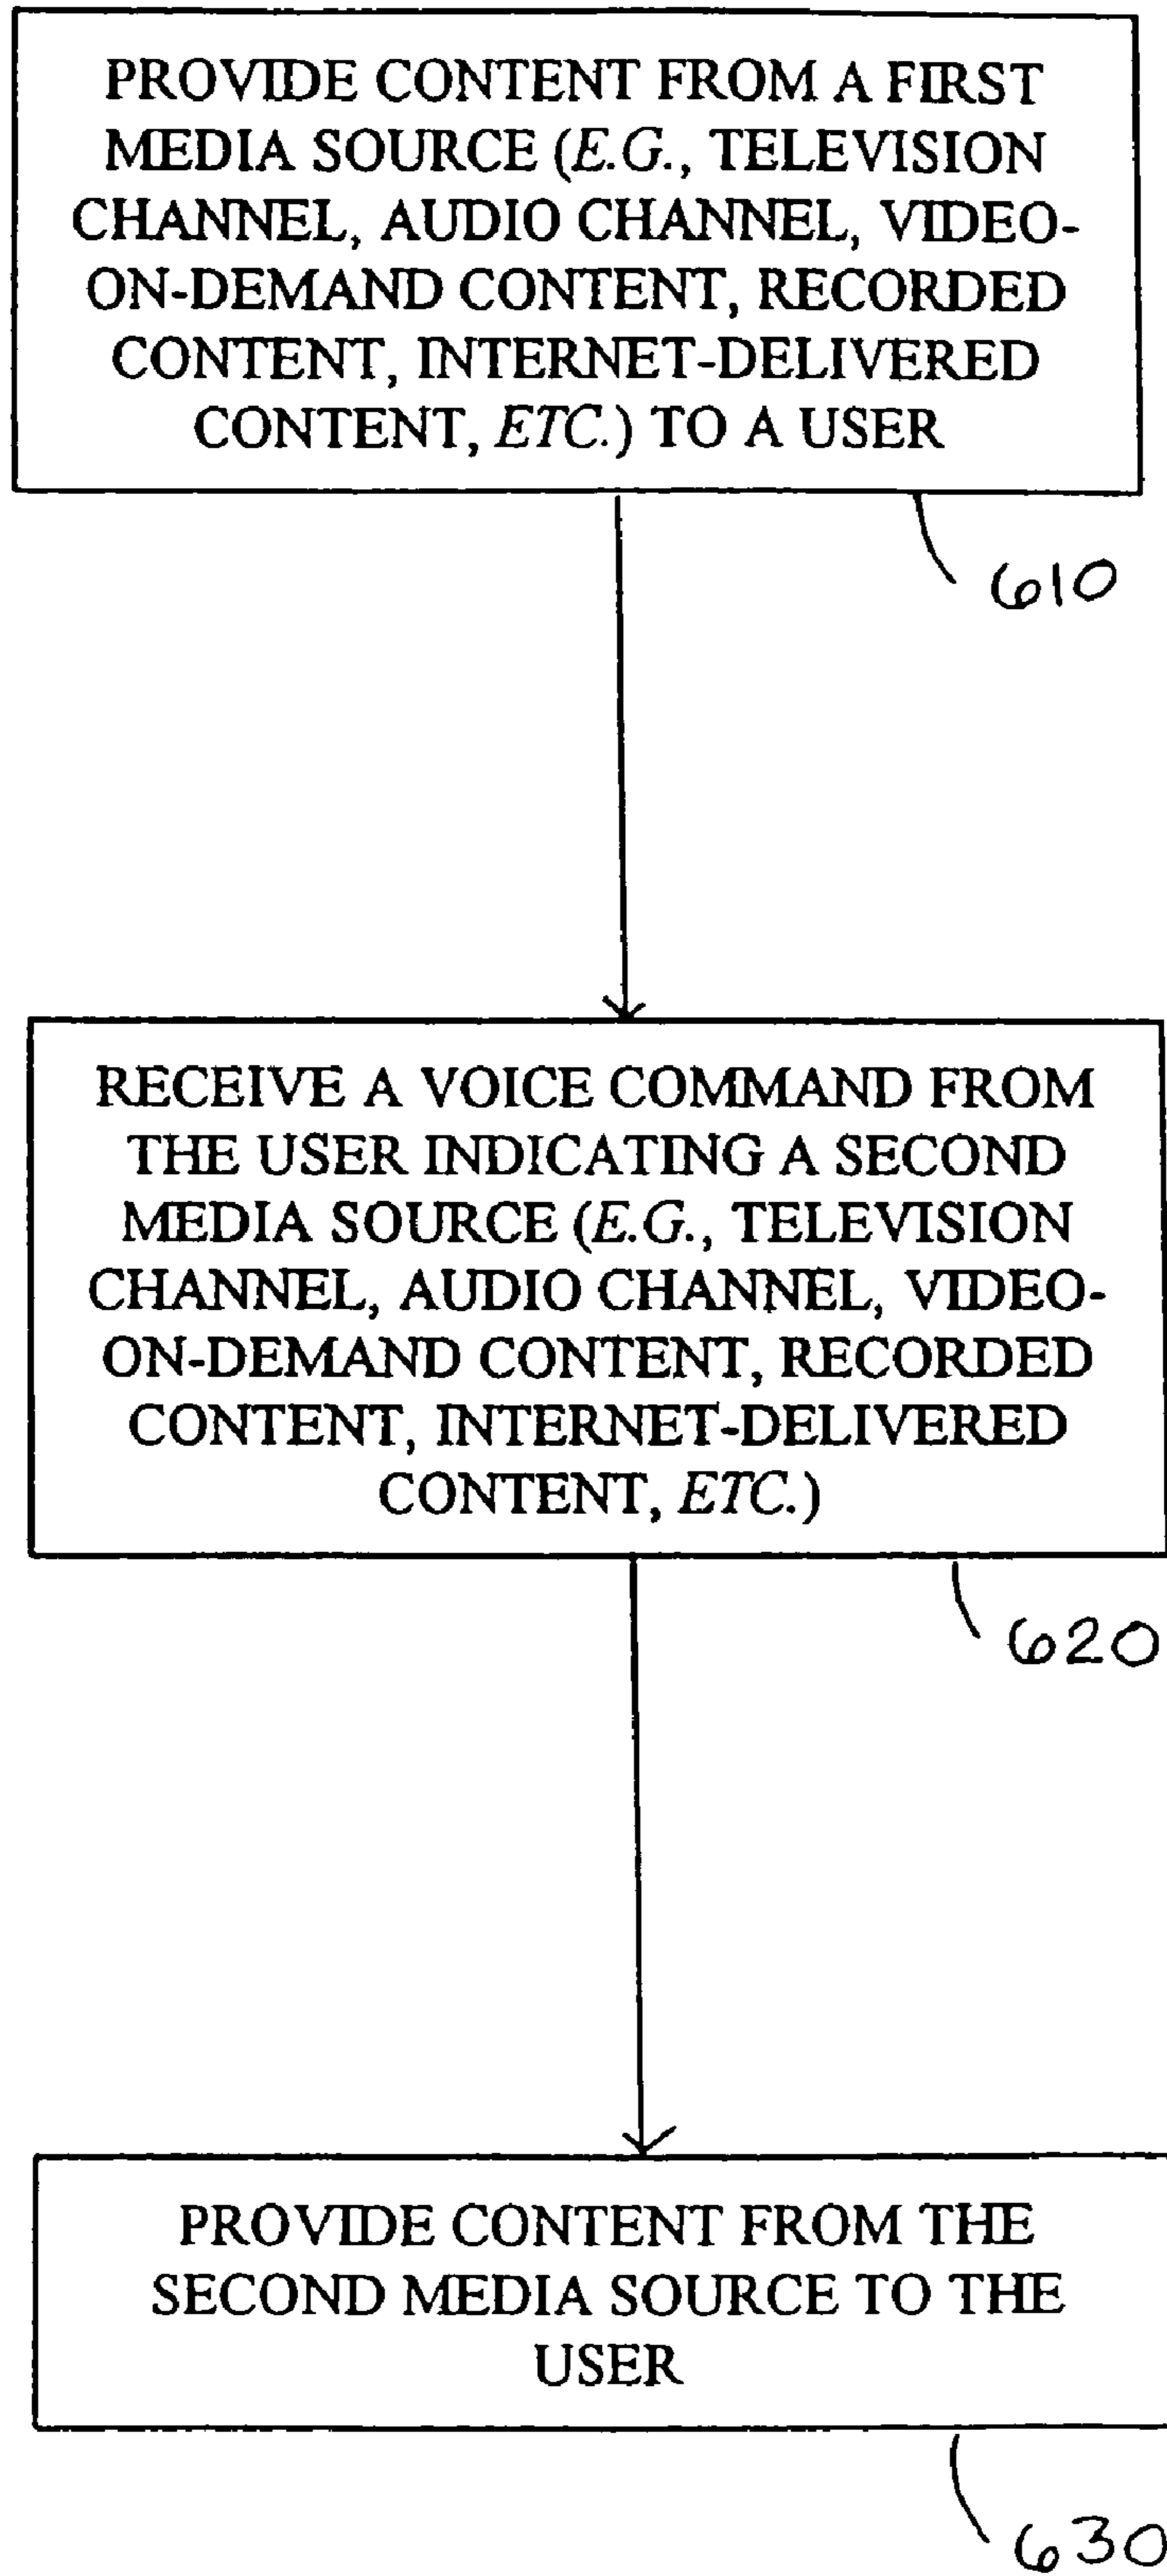 PROVIDE CONTENT FROM A FIRST
MEDIA SOURCE (E.G., TELEVISION
CHANNEL, AUDIO CHANNEL, VIDEO-
ON-DEMAND CONTENT, RECORDED
CONTENT, INTERNET-DELIVERED
CONTENT, ETC.) TO A USER
610
RECEIVE A VOICE COMMAND FROM
THE USER INDICATING A SECOND
MEDIA SOURCE (E.G., TELEVISION
CHANNEL, AUDIO CHANNEL, VIDEO-
ON-DEMAND CONTENT, RECORDED
CONTENT, INTERNET-DELIVERED
CONTENT, ETC.)
620
PROVIDE CONTENT FROM THE
SECOND MEDIA SOURCE TO THE
USER
630